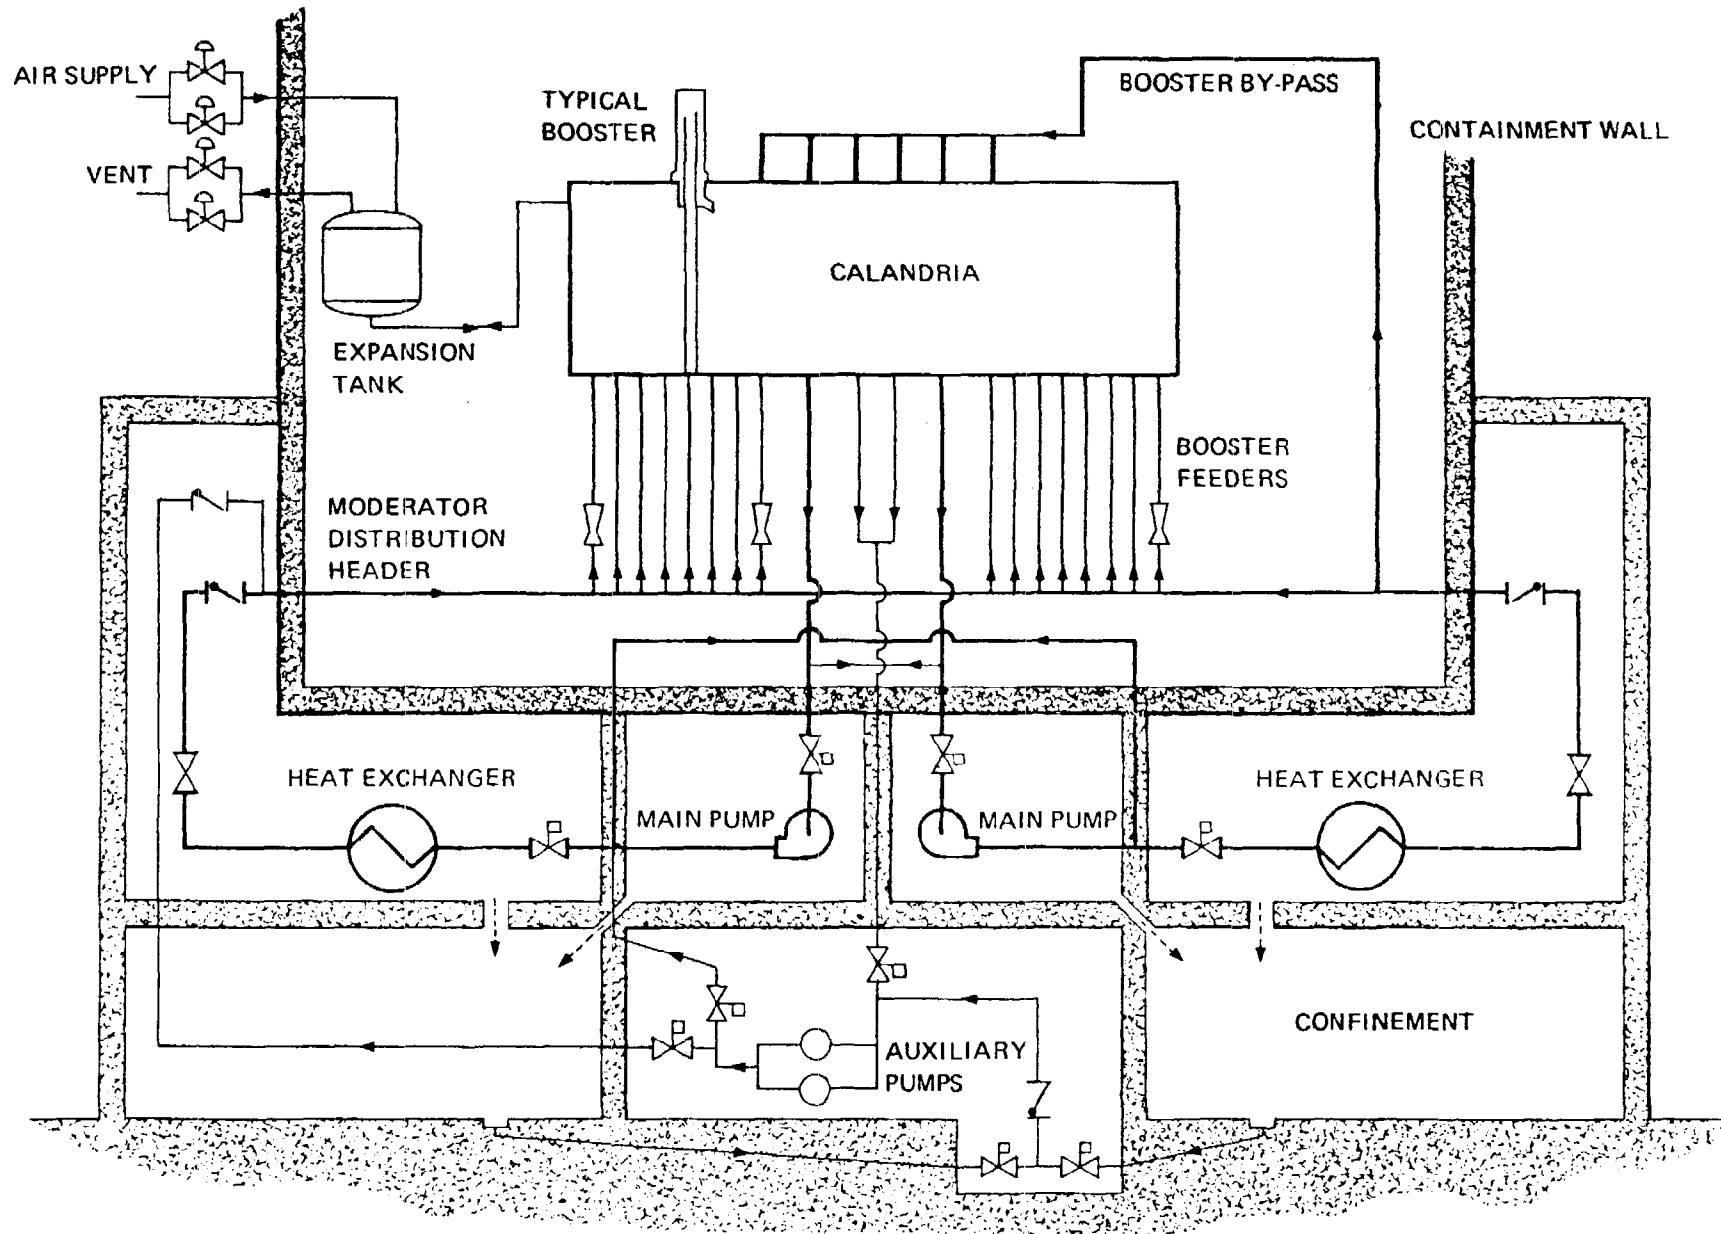 AIR SUPPLY
VENT
TYPICAL
BOOSTER
BOOSTER BY-PASS
CONTAINMENT WALL
CALANDRIA
EXPANSION
TANK
BOOSTER
FEEDERS
MODERATOR
DISTRIBUTION
HEADER
HEAT EXCHANGER
MAIN PUMP
MAIN PUMP
HEAT EXCHANGER
CONFINEMENT
AUXILIARY
PUMPS